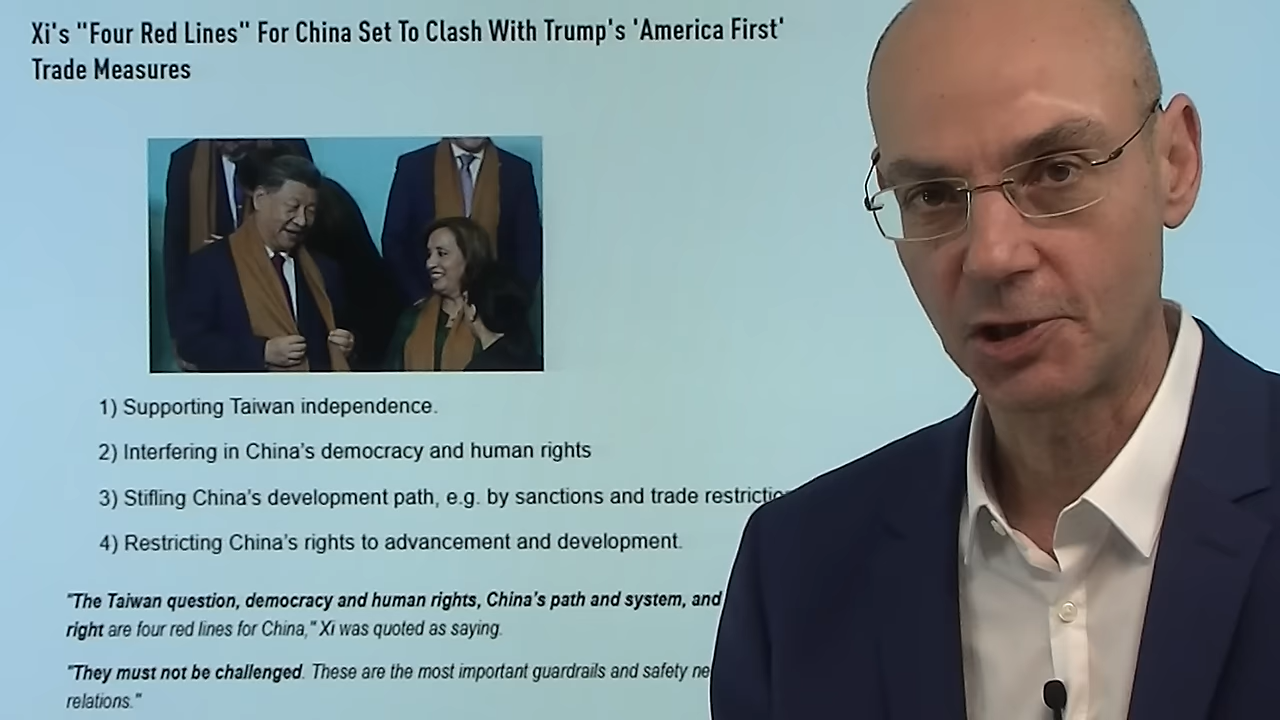 Xi's "Four Red Lines" For China Set To Clash With Trump's 'America First'
Trade Measures
1) Supporting Taiwan independence.
2) Interfering in China's democracy and human rights
3) Stifling China's development path, e.g. by sanctions and trade
4) Restricting China's rights to advancement and development.
"The Taiwan question, democracy and human rights, China's path and system, and
right are four red lines for China," Xi was quoted as saying.
"They must not be challenged. These are the most important guardrails and safety
relations."